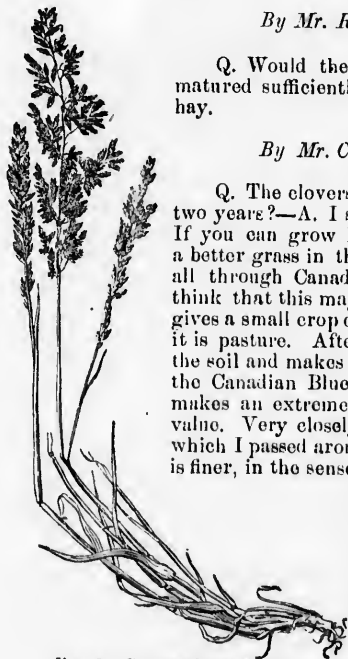 By Mr. R
Q. Would the
matured sufficientl
hay.
By Mr. C
Q. The clovers
two years?—A. I s
If you can grow
a better grass in th
all through Canad
think that this ma
gives a small crop o
it is pasture. Afte
the soil and makes
the Canadian Blue
makes an extreme
value. Very closel
which I passed aro
is finer, in the sense